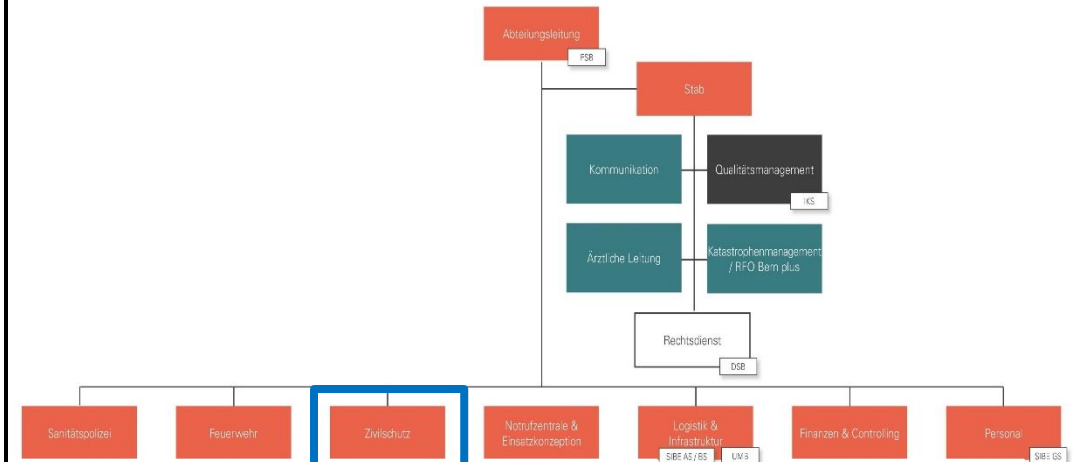 Abteilungsleitung
FSB
Stab
Kommunikation
Qualitätsmanagement
IKS
Ärztliche Leitung
Katastrophenmanagement
/ RFO Bern plus
Rechtsdienst
DSB
Sanitätspolizei
Feuerwehr
Zivilschutz
Notrufzentrale &
Einsatzkonzeption
Logistik &
Infrastruktur
SIBE AS / BS
UMB
Finanzen & Controlling
Personal
SIBE GS